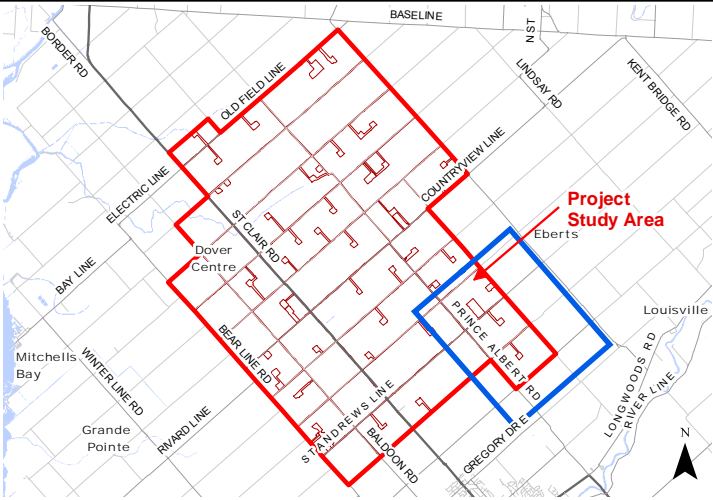 BASELINE
BORDER RD
N ST
OLD FIELD LINE
LINDSAY RD
KENT BRIDGE RD
COUNTRYVIEW LINE
ELECTRIC LINE
Project
Study Area
ST CLAIR RD
Eberts
Dover
Centre
BAY LINE
PRINCE ALBERT RD
Louisville
BEAR LINE RD
Mitchells
Bay
WINTER LINE RD
LONGWOODS RD
RIVER LINE
Grande
Pointe
RIVARD LINE
ST ANDREWS LINE
BALDOON RD
GREGORY DR E
N